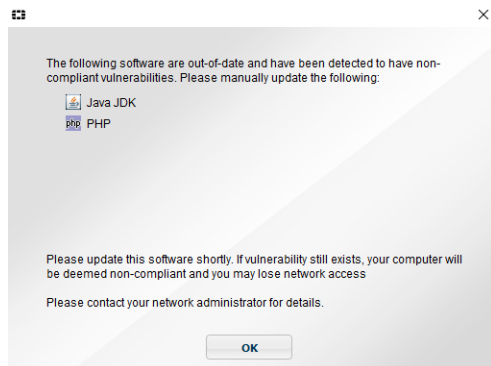 The following software are out-of-date and have been detected to have non-
compliant vulnerabilities. Please manually update the following:
Java JDK
php PHP
Please update this software shortly. If vulnerability still exists, your computer will
be deemed non-compliant and you may lose network access
Please contact your network administrator for details.
OK